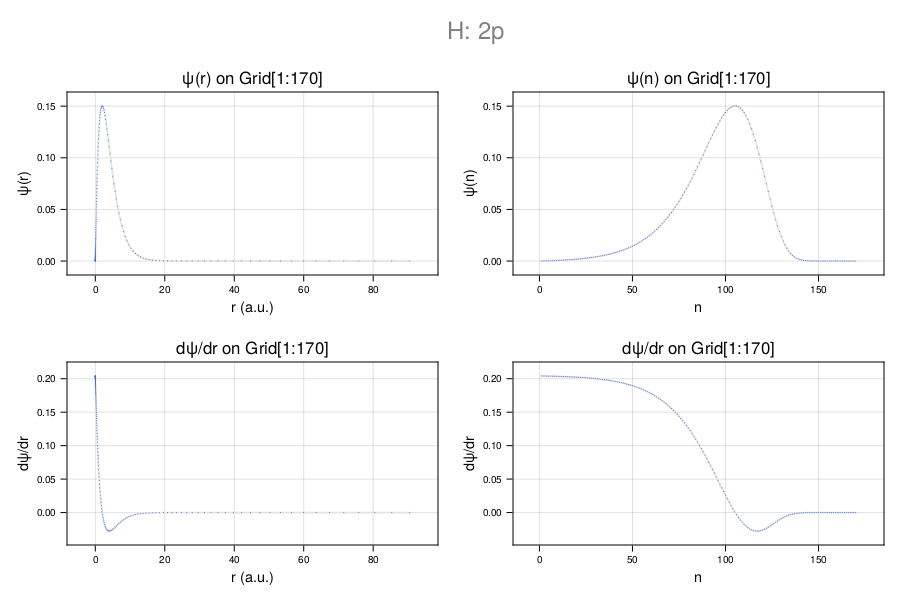 H: 2p
ψ(r) on Grid[1:170]
ψ(n) on Grid[1:170]
ψ(r)
0.15
0.10
0.05
0.00
0 20 40 60 80
r (a.u.)
ψ(n)
0.15
0.10
0.05
0.00
0 50 100 150
n
dψ/dr on Grid[1:170]
dψ/dr on Grid[1:170]
dψ/dr
0.20
0.15
0.10
0.05
0.00
0 20 40 60 80
r (a.u.)
dψ/dr
0.20
0.15
0.10
0.05
0.00
0 50 100 150
n